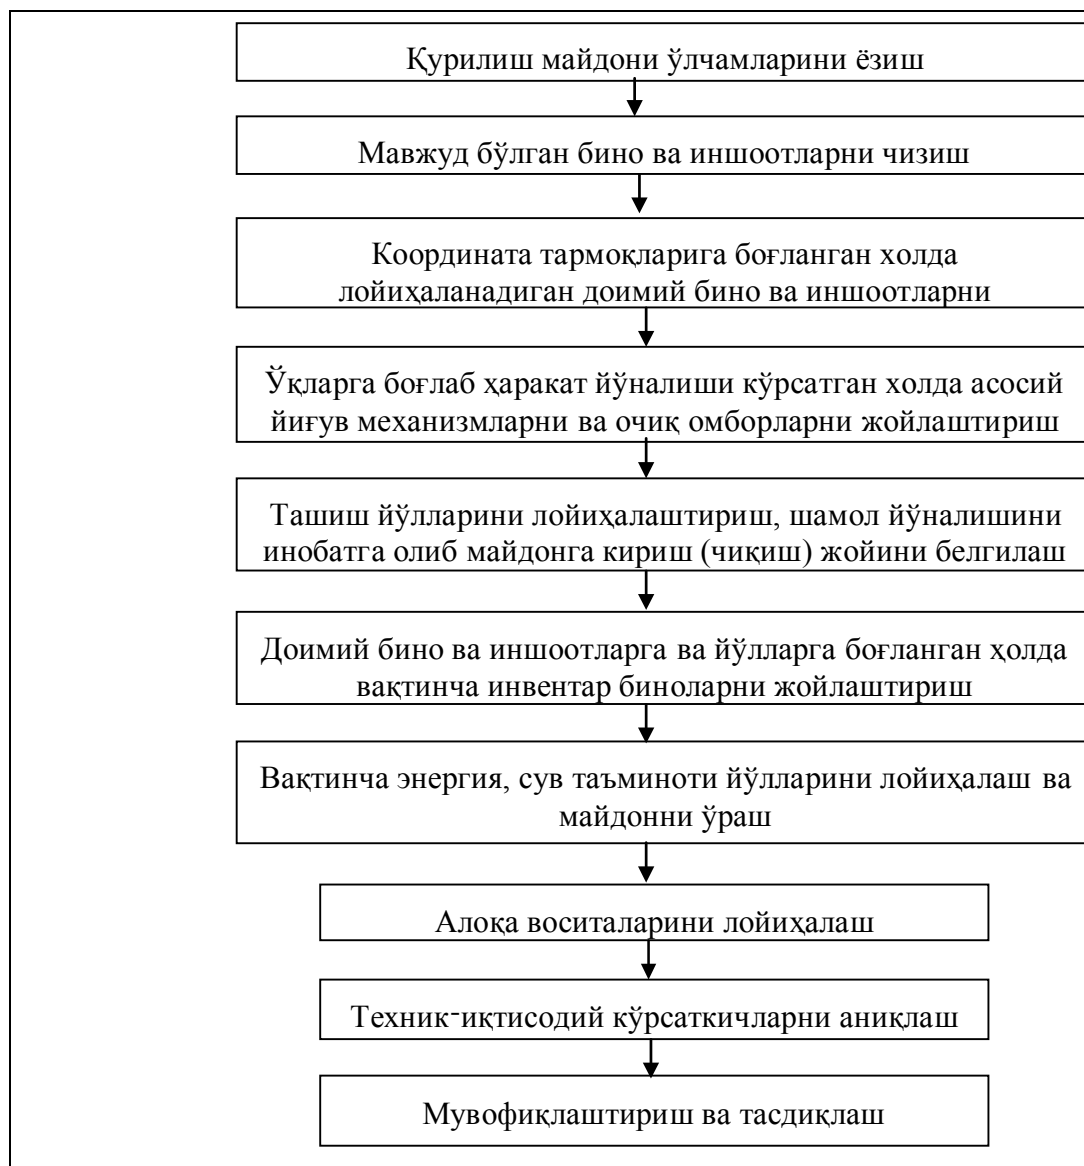 Қурилиш майдони ўлчамларини ёзиш
Мавжуд бўлган бино ва иншоотларни чизиш
Координата тармоқларига боғланган холда
лойиҳаланадиган доимий бино ва иншоотларни
Ўқларга боғлаб ҳаракат йўналиши кўрсатган холда асосий
йиғув механизмларни ва очиқ омборларни жойлаштириш
Ташиш йўлларини лойиҳалаштириш, шамол йўналишини
инобатга олиб майдонга кириш (чиқиш) жойини белгилаш
Доимий бино ва иншоотларга ва йўлларга боғланган ҳолда
вақтинча инвентар биноларни жойлаштириш
Вақтинча энергия, сув таъминоти йўлларини лойиҳалаш ва
майдонни ўраш
Алоқа воситаларини лойиҳалаш
Техник-иқтисодий кўрсаткичларни аниқлаш
Мувофиқлаштириш ва тасдиқлаш